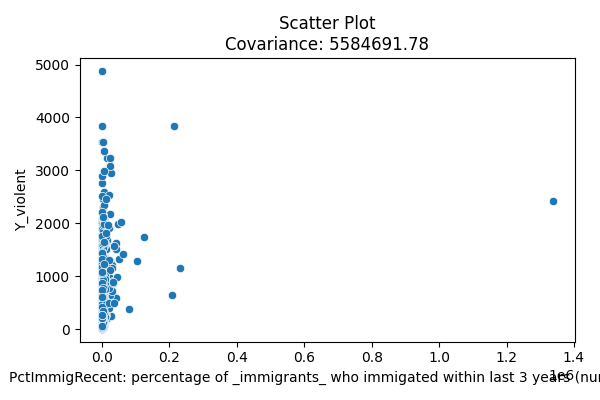 Scatter Plot
Covariance: 5584691.78
5000
4000
3000
2000
1000
0
Y_violent
0.0 0.2 0.4 0.6 0.8 1.0 1.2 1.4
1e6
PctImmigRecent: percentage of _immigrants_ who immigated within last 3 years (num